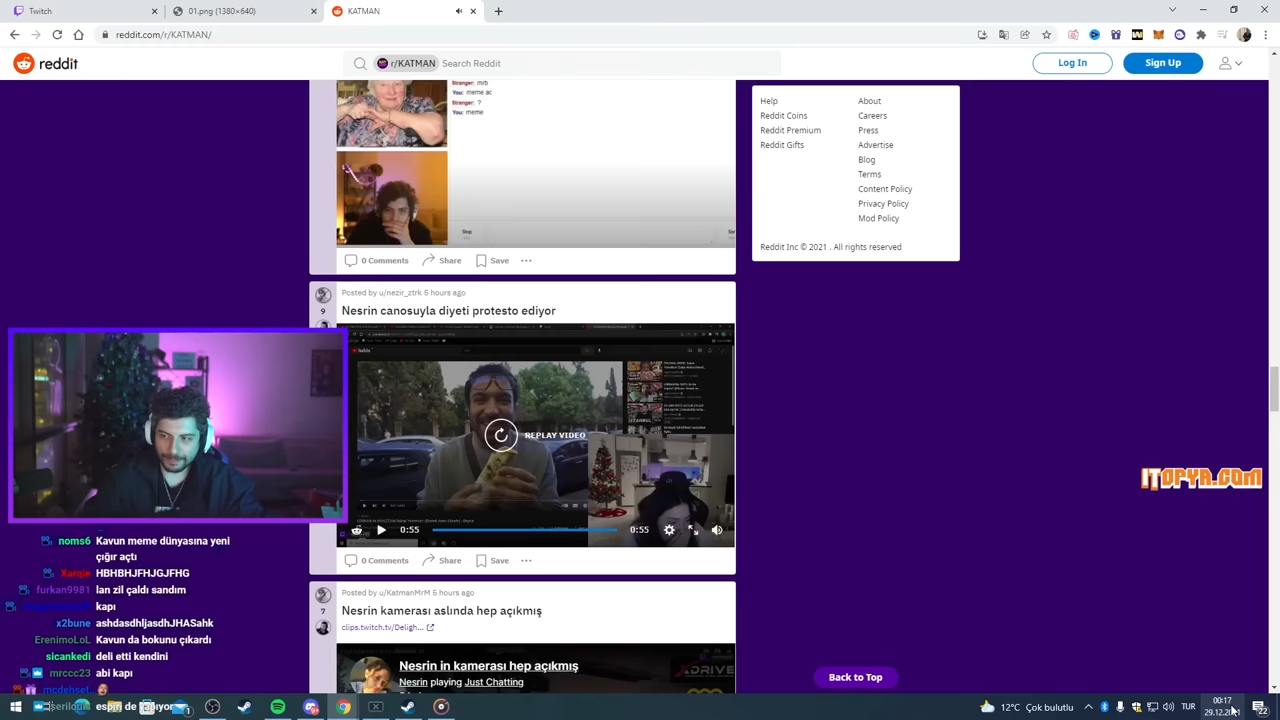 Twitch
01.png (1380×640)
KATMAN
reddit.com/r/KATMAN/
reddit
r/KATMAN
Search Reddit
Log In
Sign Up
Stranger: mrb
You: meme ac
Stranger: ?
You: meme
Stop
0 Comments
Share
Save
Help
About
Reddit Coins
Careers
Reddit Premium
Press
Reddit Gifts
Advertise
Blog
Terms
Content Policy
Privacy Policy
Mod Policy
Reddit Inc © 2021 . All rights reserved
Posted by u/nezir_ztrk 5 hours ago
9
Nesrin canosuyla diyeti protesto ediyor
REPLAY VIDEO
0:55
0:55
0 Comments
Share
Save
ITOPYA.COM
noms6 Kavun meme dünyasına yeni
çığır açtı
Xarqie HBHBHJFHJGJFHG
furkan9981 lan zil çaldı sandım
kapı
x2bune ashdasdhljasdhJHASahk
ErenimoLoL Kavun da bokunu çıkardı
sicankedi deli etti kendini
mrccc23 abi kapı
Posted by u/KatmanMrM 5 hours ago
7
Nesrin kamerası aslında hep açıkmış
clips.twitch.tv/Deligh...
Nesrin in kamerası hep açıkmış
Nesrin playing Just Chatting
XDRIVE
Back to Top
12°C Çok bulutlu
TUR
00:17
22